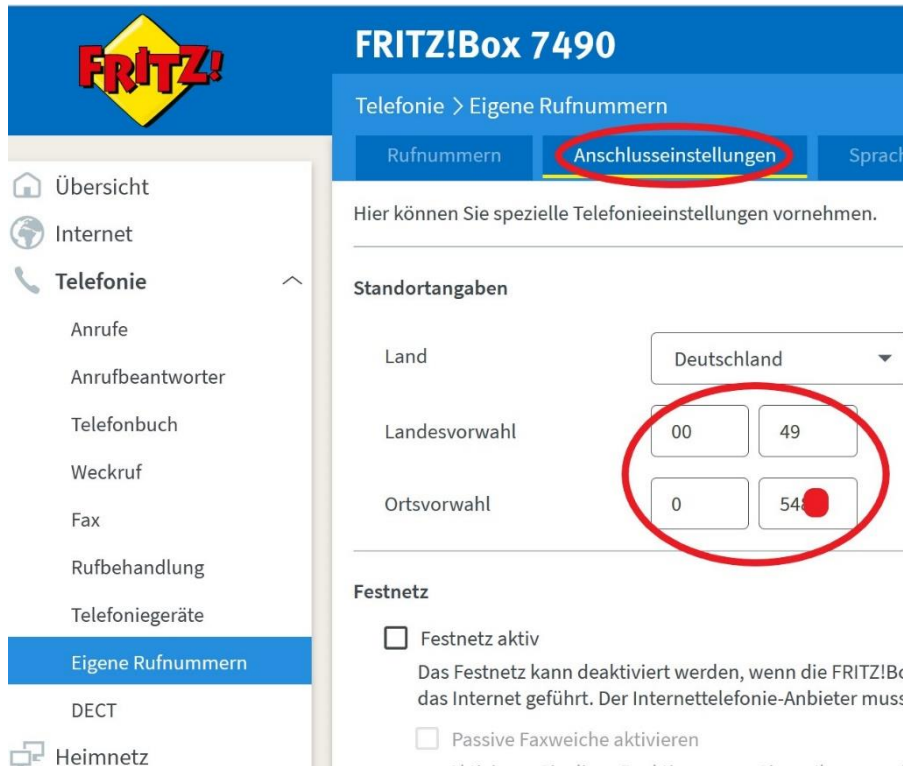 FRITZ!
FRITZ!Box 7490
Telefonie > Eigene Rufnummern
Rufnummern Anschlusseinstellungen
Übersicht
Internet
Telefonie
Anrufe
Anrufbeantworter
Telefonbuch
Weckruf
Fax
Rufbehandlung
Telefoniegeräte
Eigene Rufnummern
DECT
Heimnetz
Hier können Sie spezielle Telefonieeinstellungen vornehmen.
Standortangaben
Land Deutschland
Landesvorwahl 00 49
Ortsvorwahl 0
Festnetz
Festnetz aktiv
Das Festnetz kann deaktiviert werden, wenn die
das Internet geführt. Der Internettelefonie-Anbieter
Passive Faxweiche aktivieren